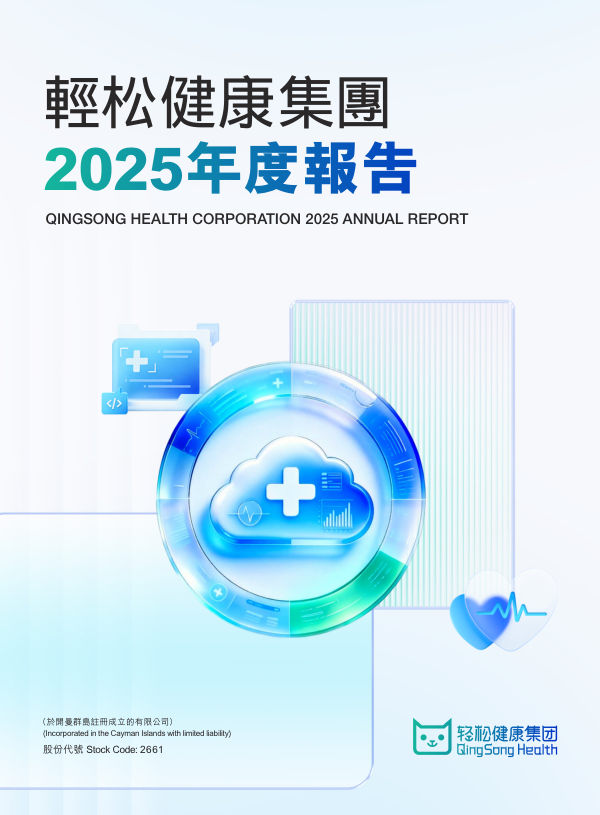 輕松健康集團
2025年度報告
QINGSONG HEALTH CORPORATION 2025 ANNUAL REPORT
</>
（於開曼群島註冊成立的有限公司）
(Incorporated in the Cayman Islands with limited liability)
股份代號 Stock Code: 2661
轻松健康集团
QingSong Health